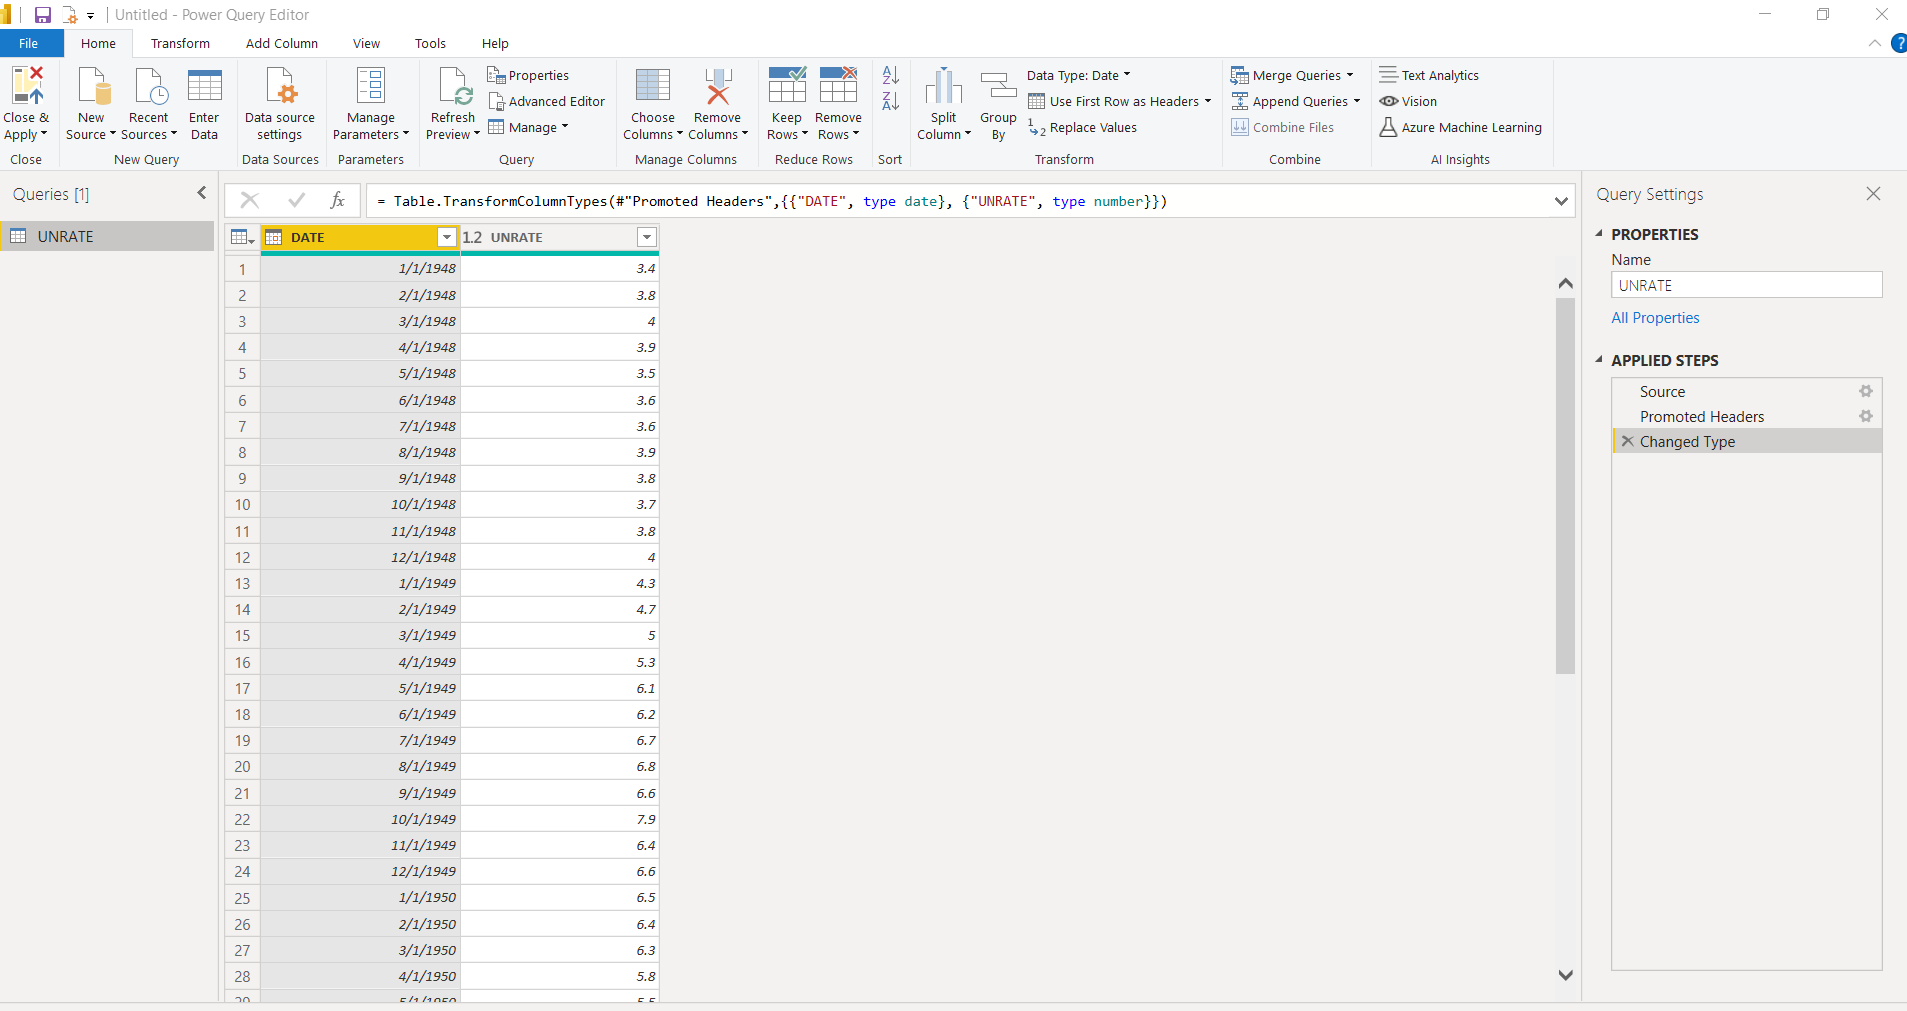 Untitled - Power Query Editor
File Home Transform Add Column View Tools Help
Close & Apply
Close
New Source
Recent Sources
Enter Data
New Query
Data source settings
Data Sources
Manage Parameters
Parameters
Refresh Preview
Properties
Advanced Editor
Manage
Query
Choose Columns
Remove Columns
Manage Columns
Keep Rows
Remove Rows
Reduce Rows
Sort
Split Column
Group By
Data Type: Date
Use First Row as Headers
Replace Values
Transform
Merge Queries
Append Queries
Combine Files
Combine
Text Analytics
Vision
Azure Machine Learning
AI Insights
Queries [1]
UNRATE
fx = Table.TransformColumnTypes(#"Promoted Headers",{{"DATE", type date}, {"UNRATE", type number}})
DATE 1.2 UNRATE
1 1/1/1948 3.4
2 2/1/1948 3.8
3 3/1/1948 4
4 4/1/1948 3.9
5 5/1/1948 3.5
6 6/1/1948 3.6
7 7/1/1948 3.6
8 8/1/1948 3.9
9 9/1/1948 3.8
10 10/1/1948 3.7
11 11/1/1948 3.8
12 12/1/1948 4
13 1/1/1949 4.3
14 2/1/1949 4.7
15 3/1/1949 5
16 4/1/1949 5.3
17 5/1/1949 6.1
18 6/1/1949 6.2
19 7/1/1949 6.7
20 8/1/1949 6.8
21 9/1/1949 6.6
22 10/1/1949 7.9
23 11/1/1949 6.4
24 12/1/1949 6.6
25 1/1/1950 6.5
26 2/1/1950 6.4
27 3/1/1950 6.3
28 4/1/1950 5.8
29 5/1/1950 5.5
Query Settings
PROPERTIES
Name
UNRATE
All Properties
APPLIED STEPS
Source
Promoted Headers
Changed Type